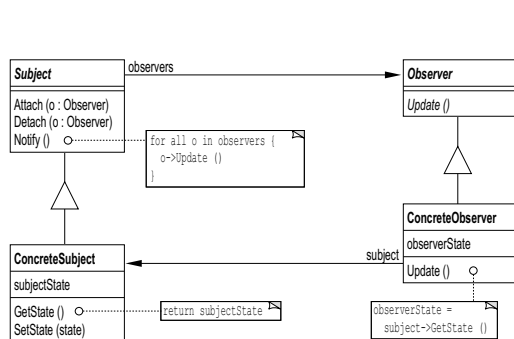 Subject
observers
Observer
Attach (o : Observer)
Detach (o : Observer)
Notify ()
Update ()
for all o in observers {
o->Update ()
}
ConcreteSubject
subjectState
GetState ()
SetState (state)
return subjectState
subject
ConcreteObserver
observerState
Update ()
observerState =
subject->GetState ()